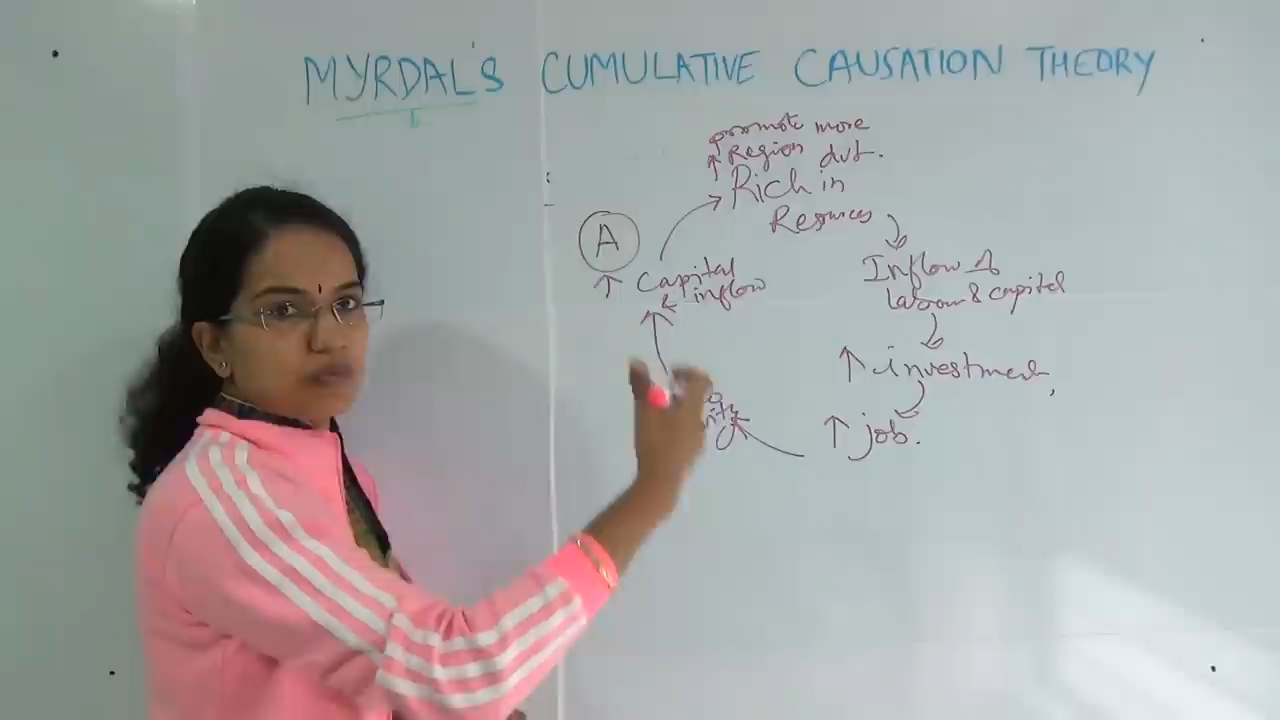 MYRDAL'S CUMULATIVE CAUSATION THEORY
promote more
↑ Region dvt.
Rich in
Resources
A
↑ Capital
& inflow
Inflow of
labour & capital
↑ investment,
↑ job.